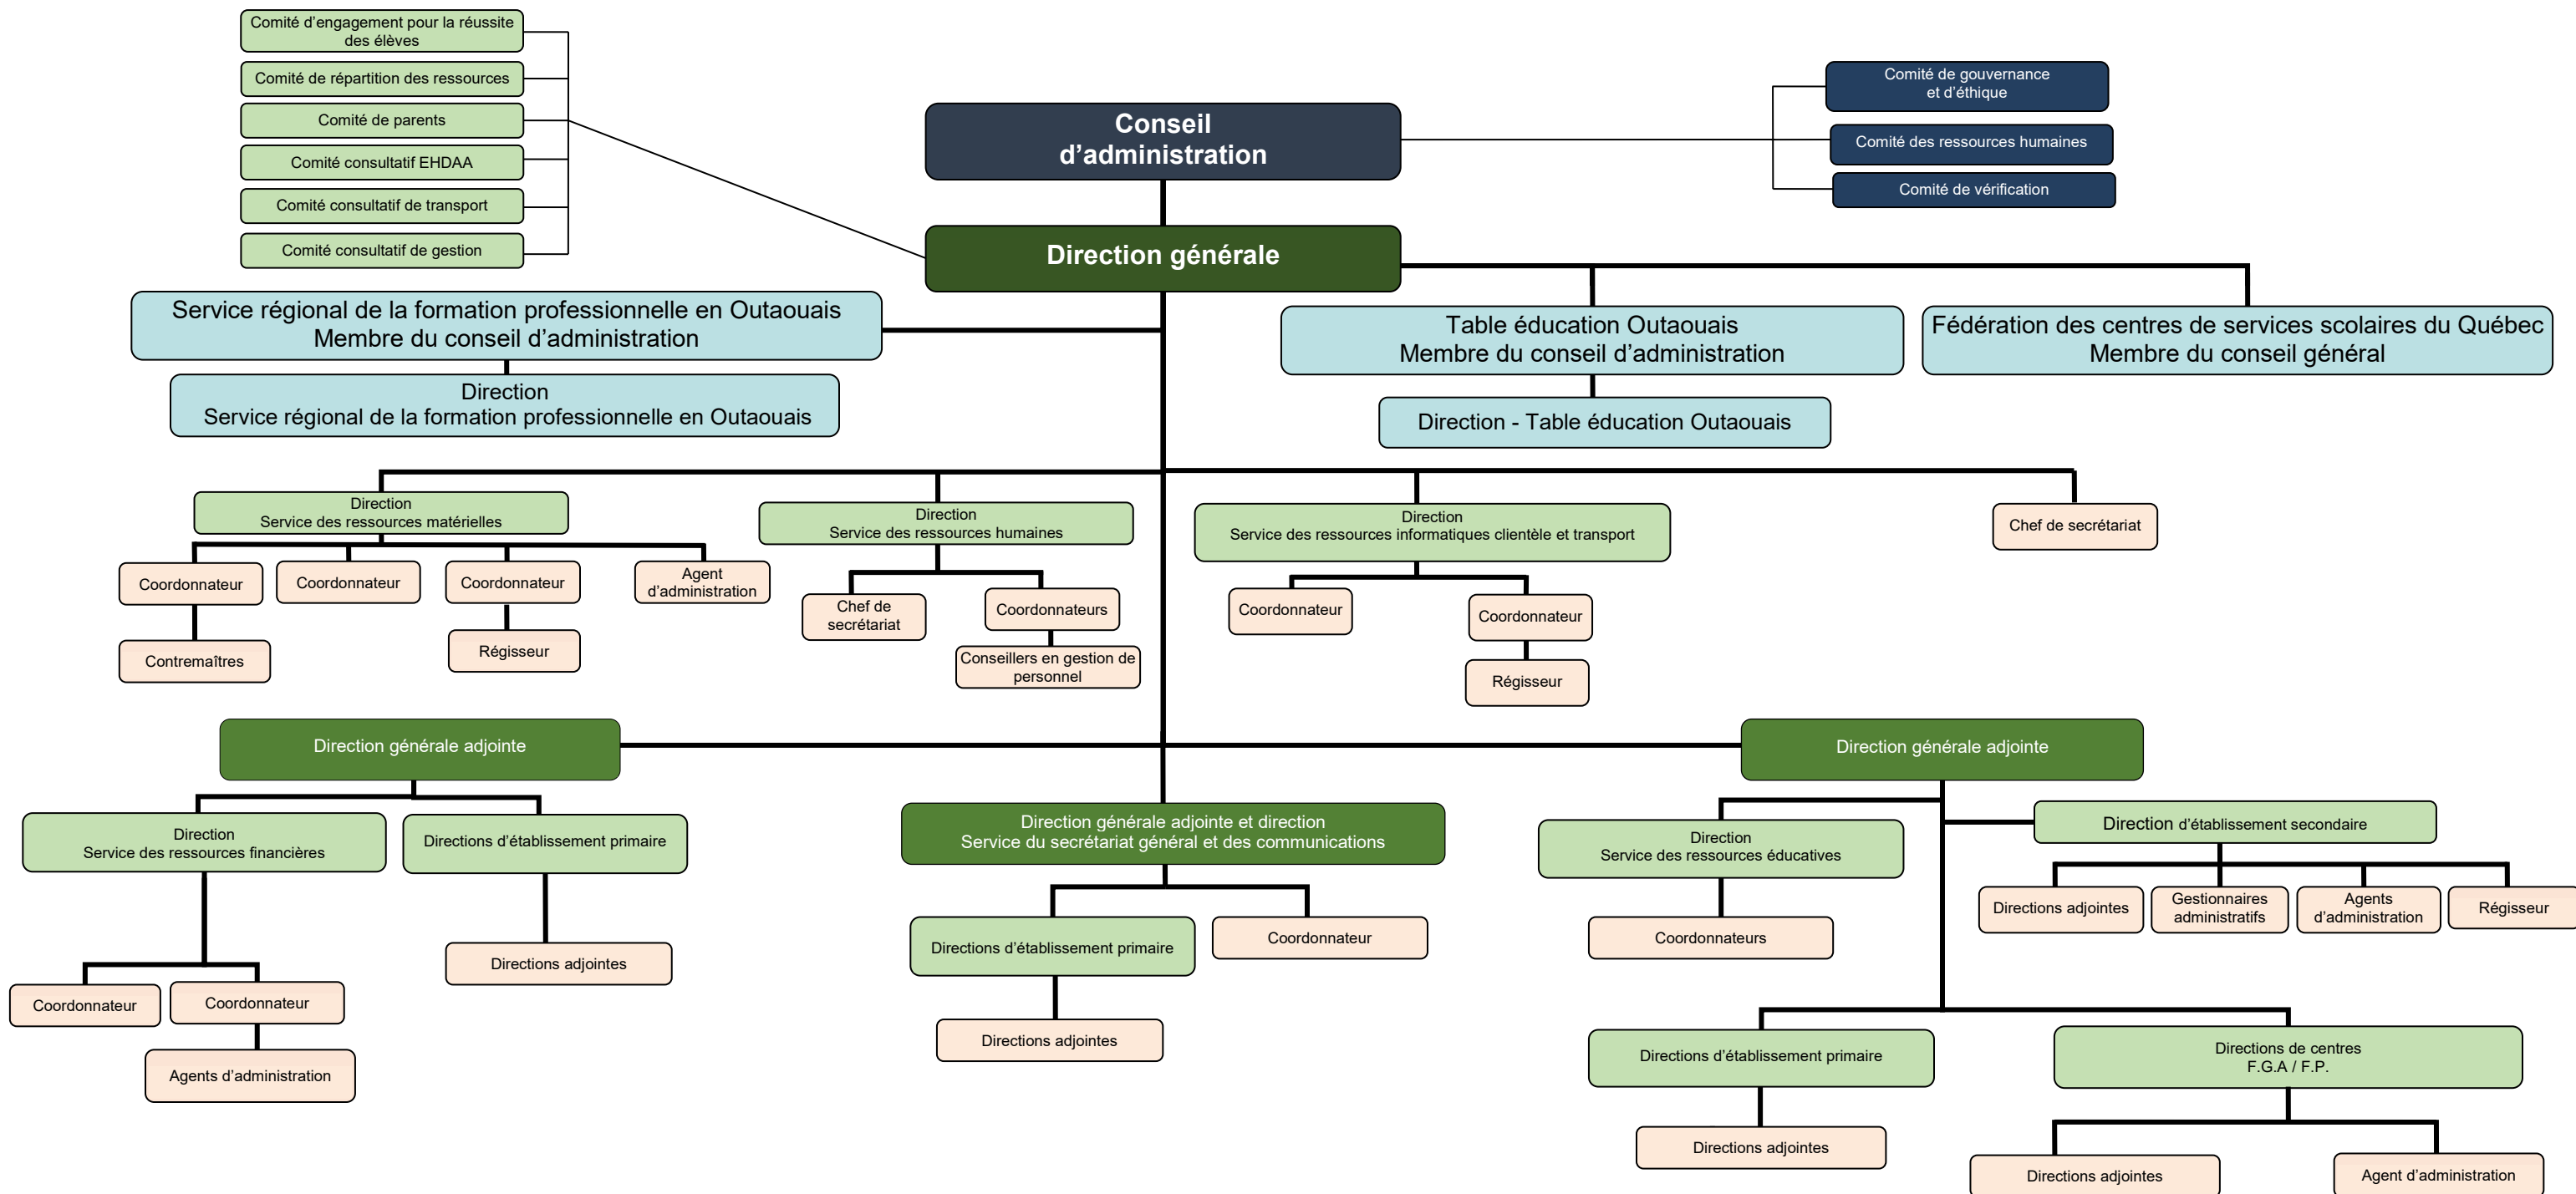 Comité d’engagement pour la réussite
des élèves
Comité de répartition des ressources
Comité de parents
Comité consultatif EHDAA
Comité consultatif de transport
Comité consultatif de gestion
Conseil
d’administration
Comité de gouvernance
et d’éthique
Comité des ressources humaines
Comité de vérification
Direction générale
Service régional de la formation professionnelle en Outaouais
Membre du conseil d’administration
Direction
Service régional de la formation professionnelle en Outaouais
Table éducation Outaouais
Membre du conseil d’administration
Direction - Table éducation Outaouais
Fédération des centres de services scolaires du Québec
Membre du conseil général
Direction
Service des ressources matérielles
Coordonnateur
Coordonnateur
Coordonnateur
Agent
d’administration
Contremaîtres
Régisseur
Direction
Service des ressources humaines
Chef de
secrétariat
Coordonnateurs
Conseillers en gestion de
personnel
Direction
Service des ressources informatiques clientèle et transport
Coordonnateur
Coordonnateur
Régisseur
Chef de secrétariat
Direction générale adjointe
Direction
Service des ressources financières
Directions d’établissement primaire
Directions adjointes
Coordonnateur
Coordonnateur
Agents d’administration
Direction générale adjointe et direction
Service du secrétariat général et des communications
Directions d’établissement primaire
Coordonnateur
Directions adjointes
Direction générale adjointe
Direction
Service des ressources éducatives
Coordonnateurs
Direction d’établissement secondaire
Directions adjointes
Gestionnaires
administratifs
Agents
d’administration
Régisseur
Directions d’établissement primaire
Directions adjointes
Directions de centres
F.G.A / F.P.
Directions adjointes
Agent d’administration